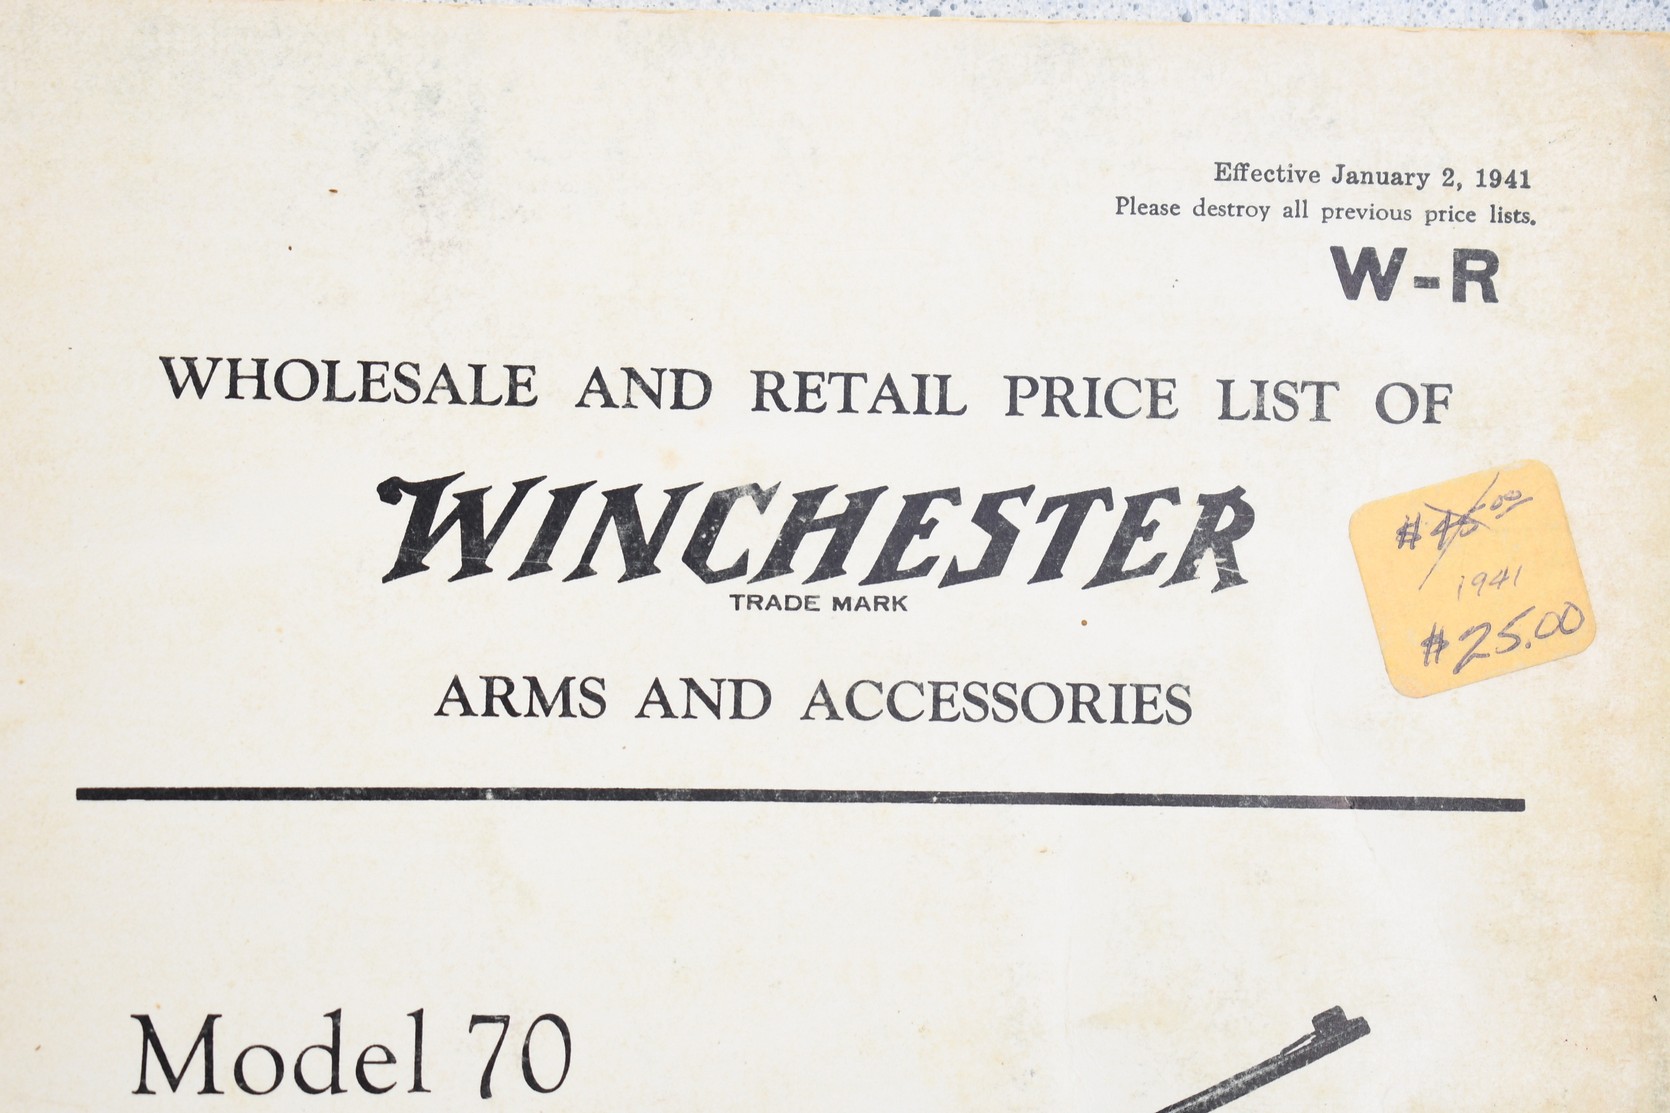 Effective January 2, 1941
Please destroy all previous price lists.
W-R
WHOLESALE AND RETAIL PRICE LIST OF
WINCHESTER
TRADE MARK
ARMS AND ACCESSORIES
1941
$25.00
Model 70